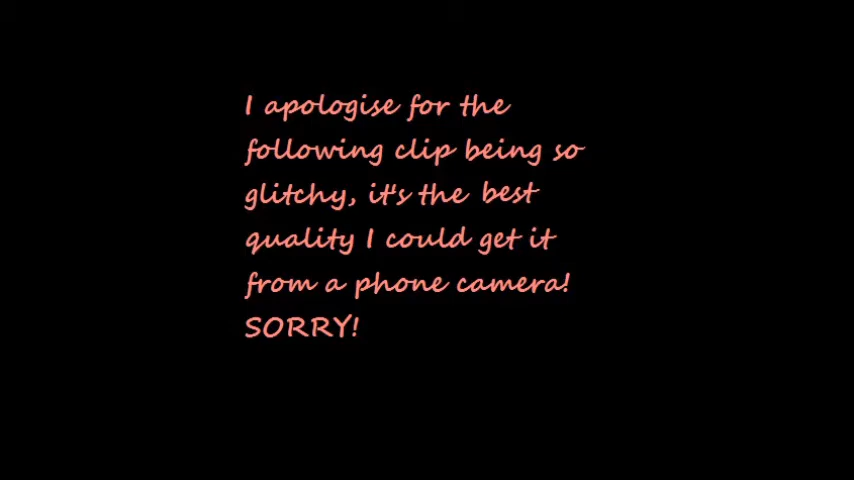 I apologise for the
following clip being so
glitchy, it's the best
quality I could get it
from a phone camera!
SORRY!